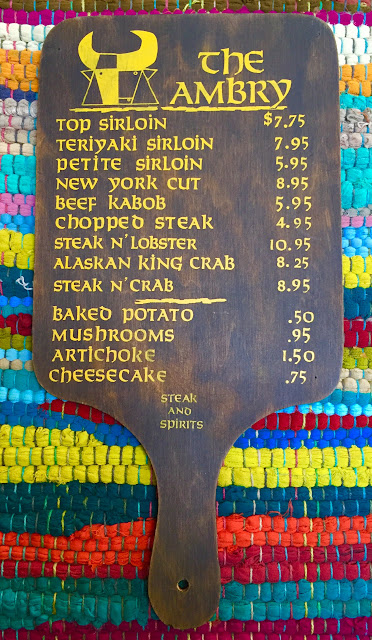 THE
AMBRY
TOP SIRLOIN $7.75
TERIYAKI SIRLOIN 7.95
PETITE SIRLOIN 5.95
NEW YORK CUT 8.95
BEEF KABOB 5.95
CHOPPED STEAK 4.95
STEAK N'LOBSTER 10.95
ALASKAN KING CRAB 8.25
STEAK N'CRAB 8.95
BAKED POTATO .50
MUSHROOMS .95
ARTICHOKE 1.50
CHEESECAKE .75
STEAK
AND
SPIRITS